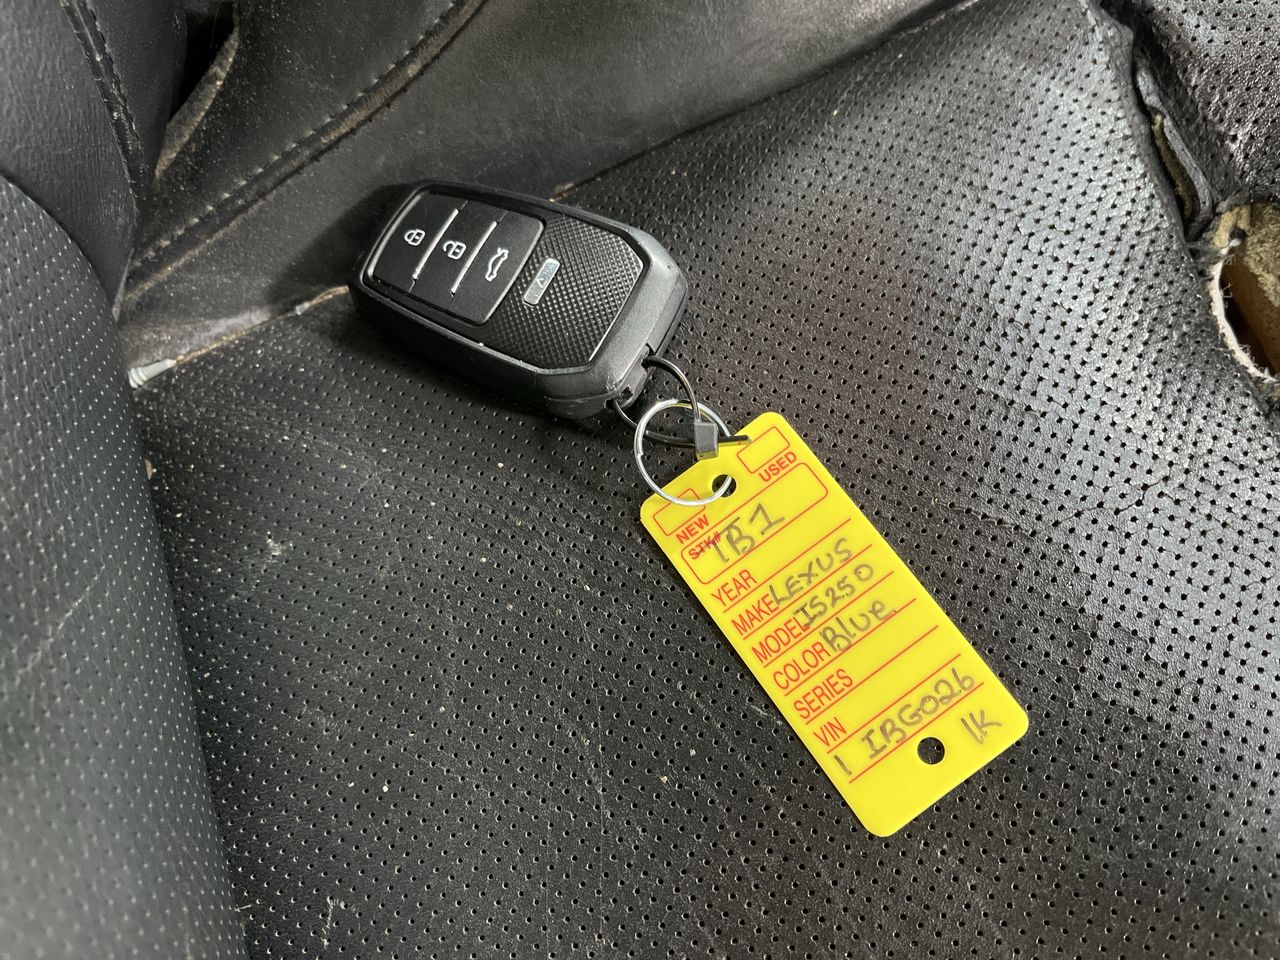 NEW USED
STK# IB1
YEAR
MAKE LEXUS
MODEL IS250
COLOR Blue
SERIES
VIN
1 IBG026
1K